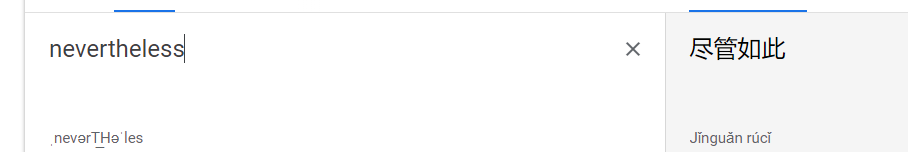 nevertheless
尽管如此
ˌnevərT͟Həˈles
Jǐnguǎn rúcǐ